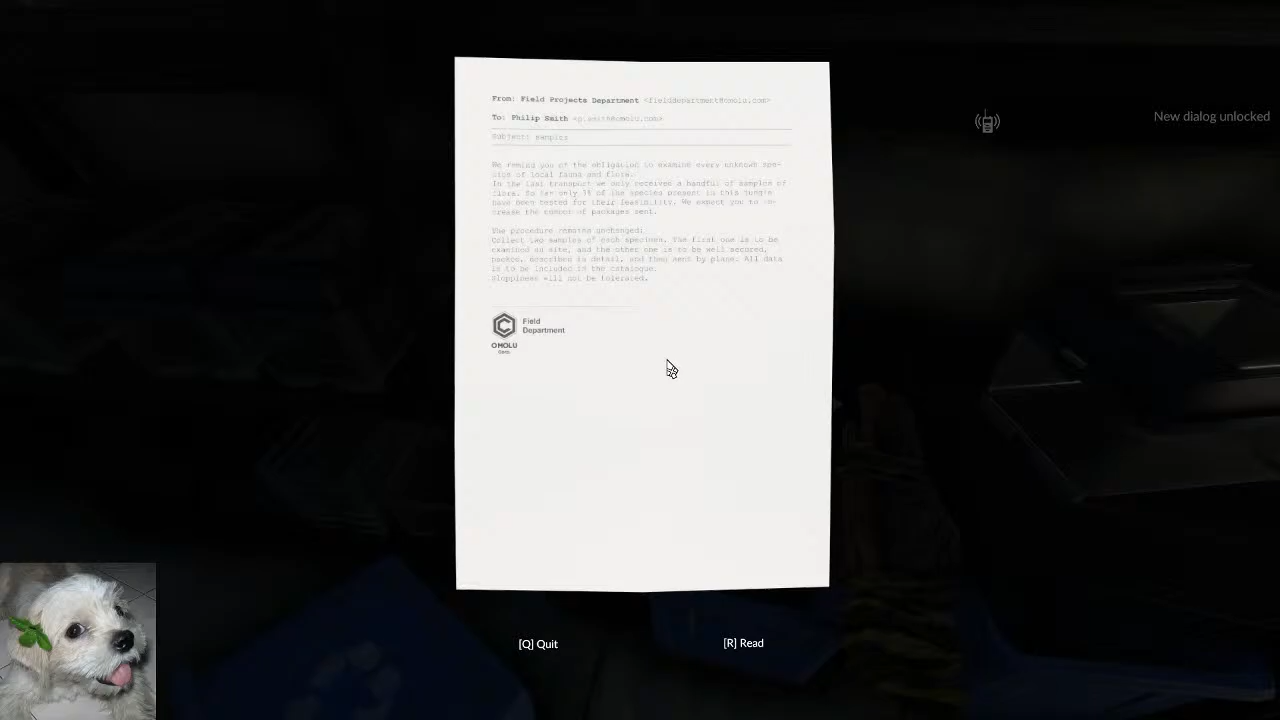 From: Field Projects Department <fielddepartment@omolu.com>
New dialog unlocked
To: Philip Smith <p.smith@omolu.com>
Subject: samples
We remind you of the obligation to examine every unknown spe-
cies of local fauna and flora.
In the last transport we only received a handful of samples of
flora. So far only 3% of the species present in this jungle
have been tested for their feasibility. We expect you to in-
crease the number of packages sent.
The procedure remains unchanged:
Collect two samples of each specimen. The first one is to be
examined on site, and the other one is to be well secured,
packed, described in detail, and then sent by plane. All data
is to be included in the catalogue.
Sloppiness will not be tolerated.
Field
Department
OMOLU
Corp.
[Q] Quit
[R] Read